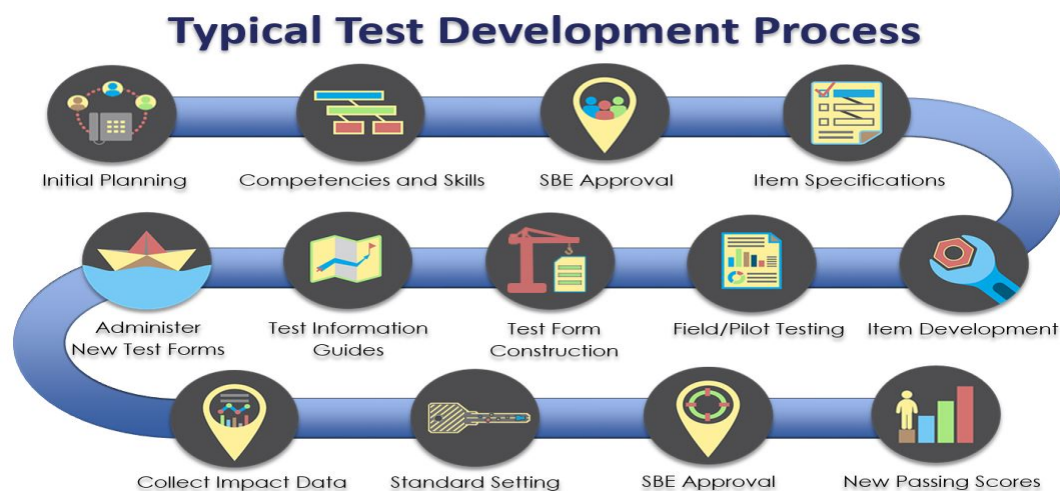 Typical Test Development Process
Initial Planning
Competencies and Skills
SBE Approval
Item Specifications
Administer
New Test Forms
Test Information
Guides
Test Form
Construction
Field/Pilot Testing
Item Development
Collect Impact Data
Standard Setting
SBE Approval
New Passing Scores